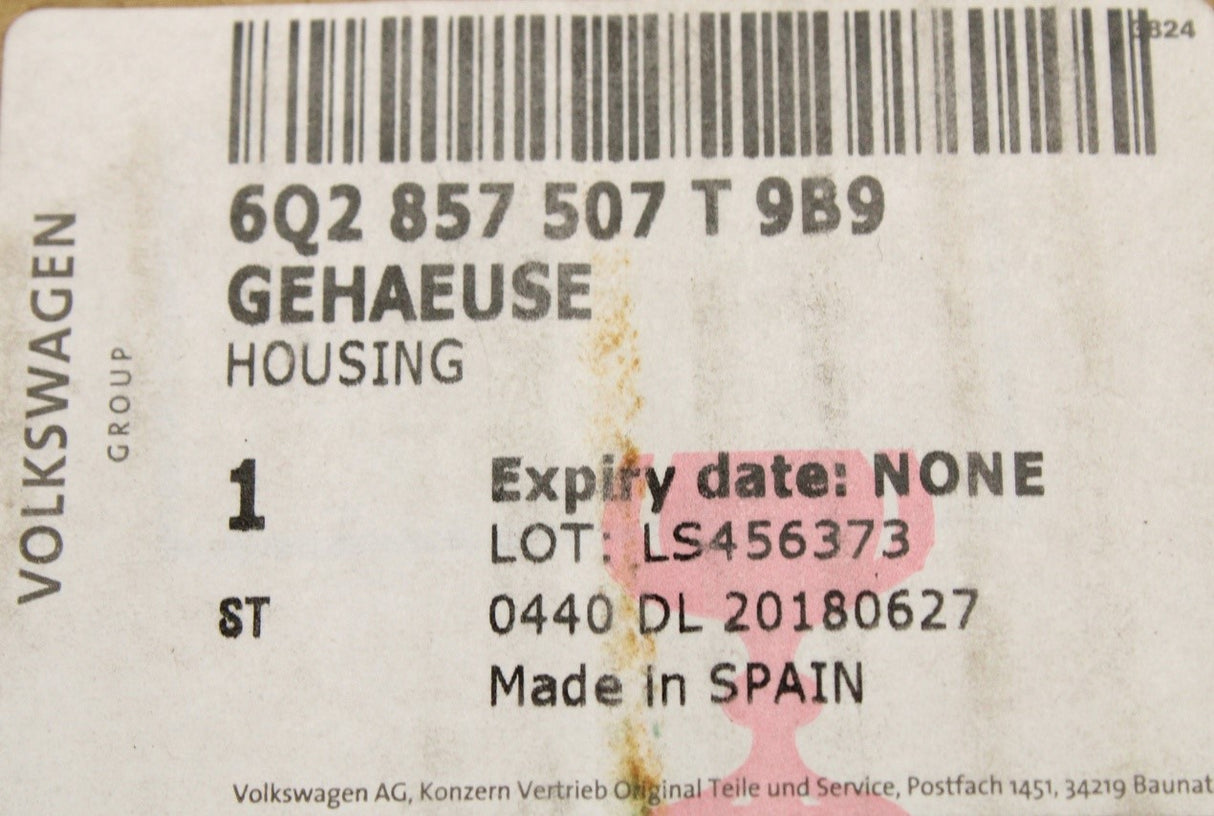 3824
6Q2 857 507 T 9B9
GEHAEUSE
HOUSING
VOLKSWAGEN
GROUP
1
Expiry date: NONE
LOT: LS456373
ST
0440 DL 20180627
Made in SPAIN
Volkswagen AG, Konzern Vertrieb Original Teile und Service, Postfach 1451, 34219 Baunat